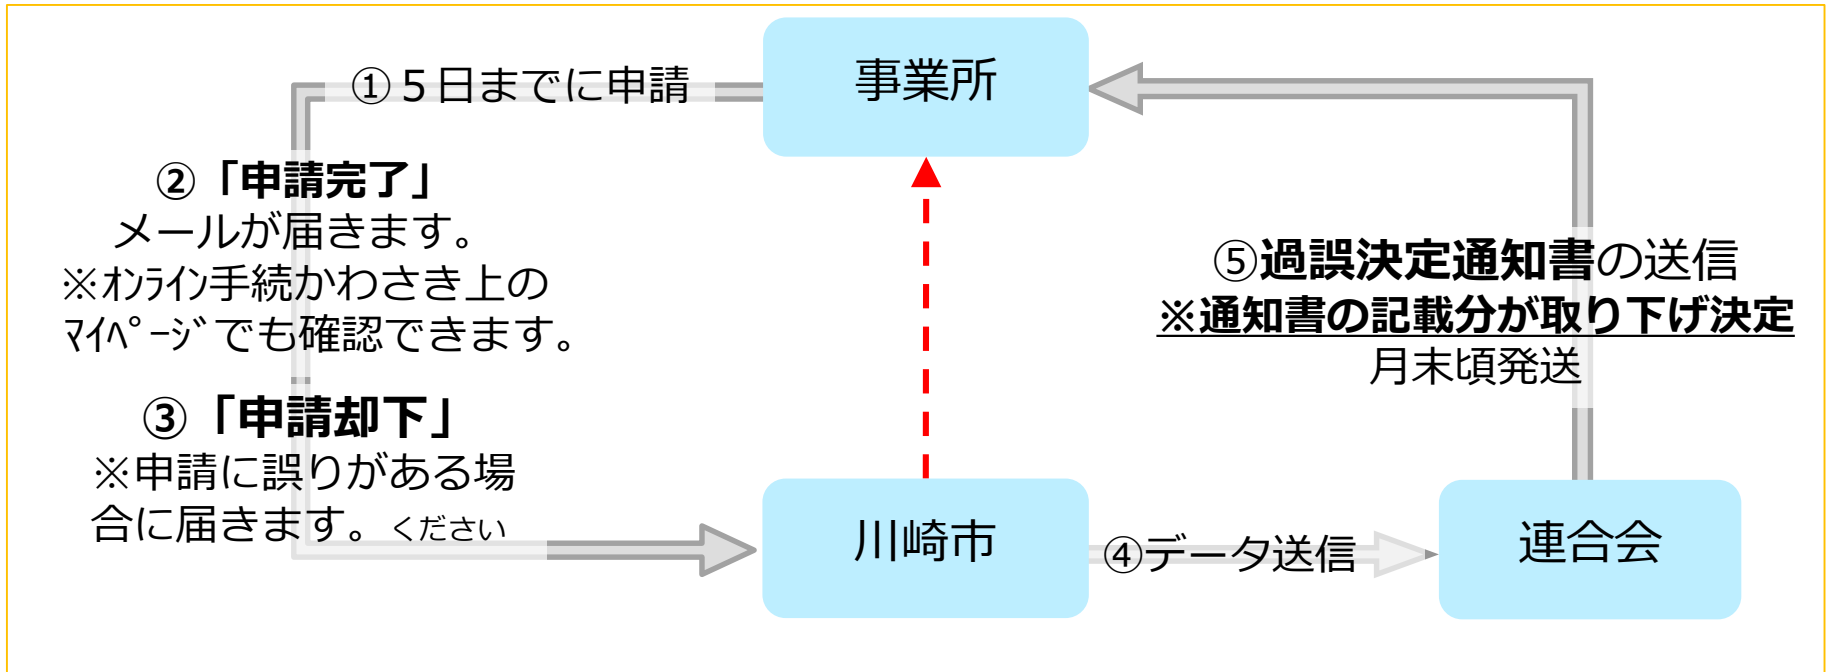 事業所
①５日までに申請
②「申請完了」
メールが届きます。
※ｵﾝﾗｲﾝ手続かわさき上の
ﾏｲﾍﾟｰｼﾞでも確認できます。
③「申請却下」
※申請に誤りがある場
合に届きます。ください
川崎市
④データ送信
連合会
⑤過誤決定通知書の送信
※通知書の記載分が取り下げ決定
月末頃発送